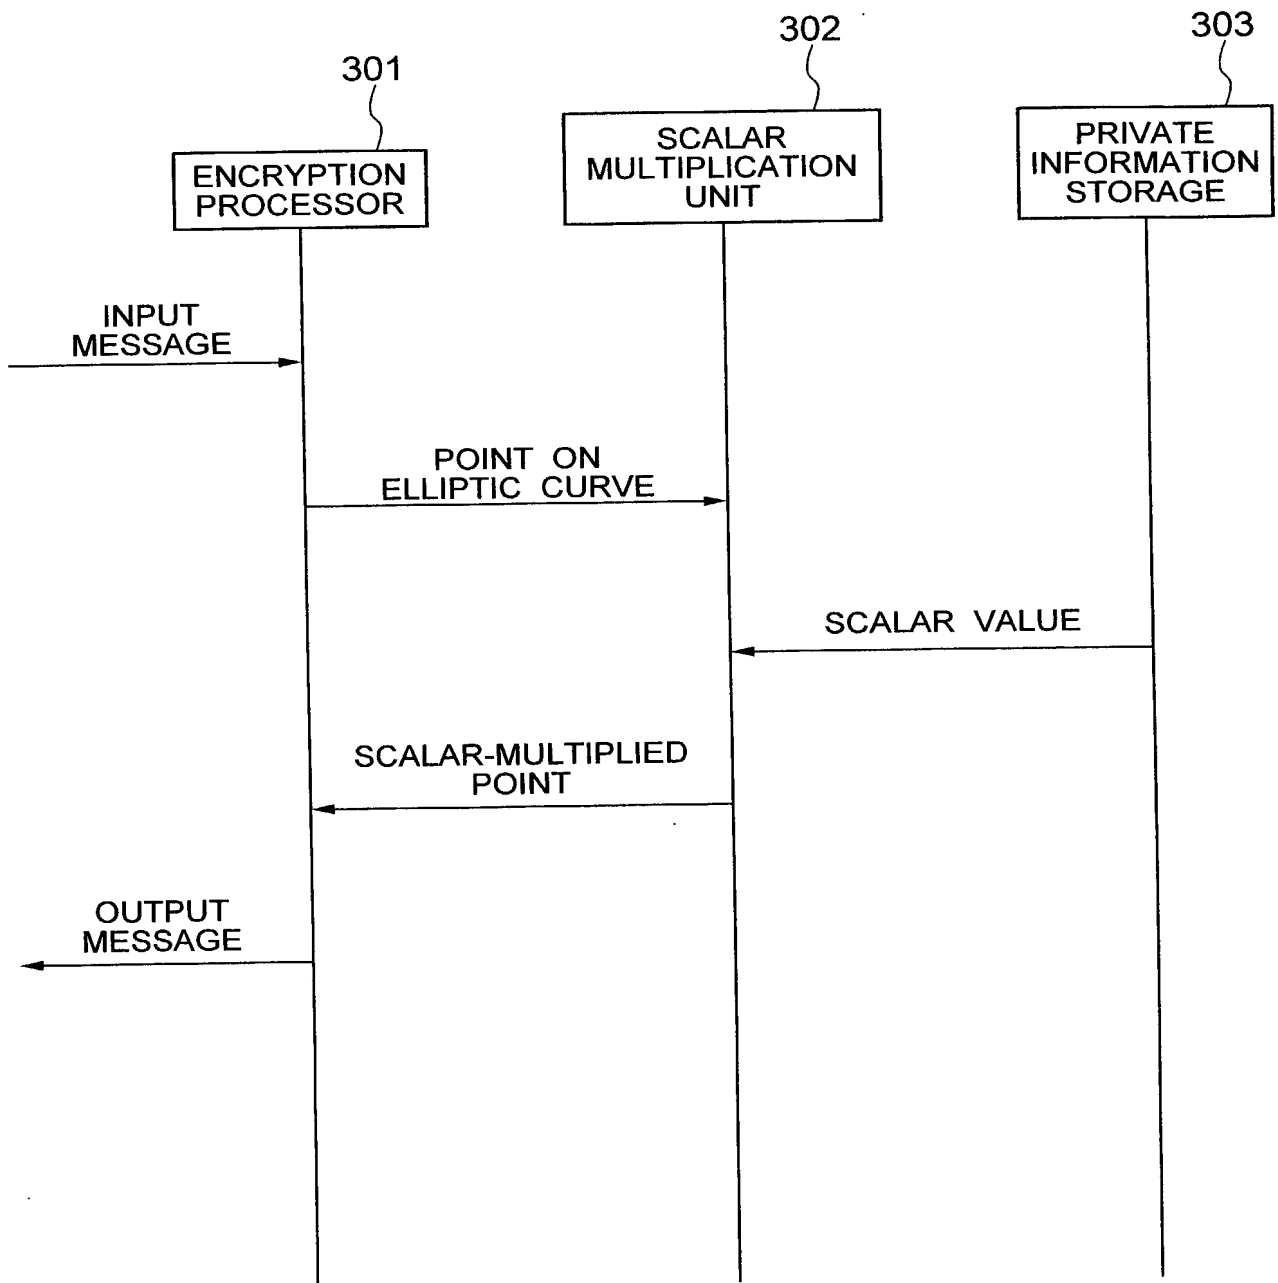 301
302
303
ENCRYPTION
PROCESSOR
SCALAR
MULTIPLICATION
UNIT
PRIVATE
INFORMATION
STORAGE
INPUT
MESSAGE
POINT ON
ELLIPTIC CURVE
SCALAR VALUE
SCALAR-MULTIPLIED
POINT
OUTPUT
MESSAGE